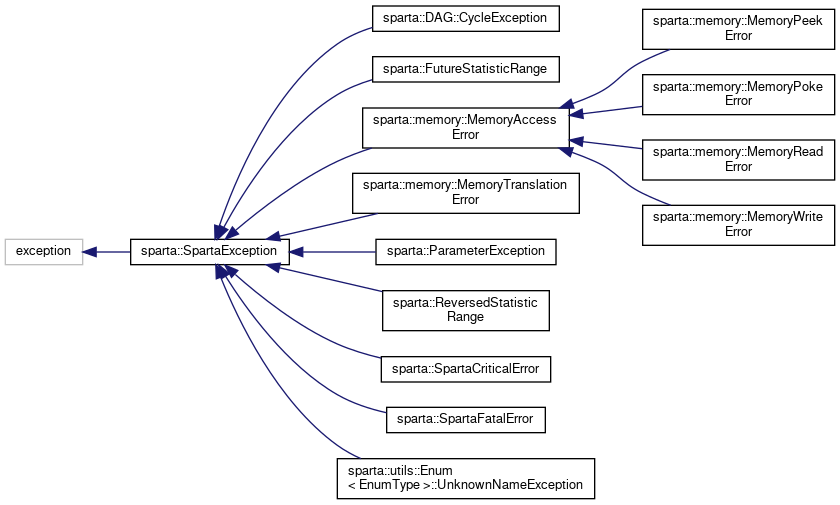 exception
sparta::SpartaException
sparta::DAG::CycleException
sparta::FutureStatisticRange
sparta::memory::MemoryAccess
Error
sparta::memory::MemoryTranslation
Error
sparta::ParameterException
sparta::ReversedStatistic
Range
sparta::SpartaCriticalError
sparta::SpartaFatalError
sparta::utils::Enum
< EnumType >::UnknownNameException
sparta::memory::MemoryPeek
Error
sparta::memory::MemoryPoke
Error
sparta::memory::MemoryRead
Error
sparta::memory::MemoryWrite
Error